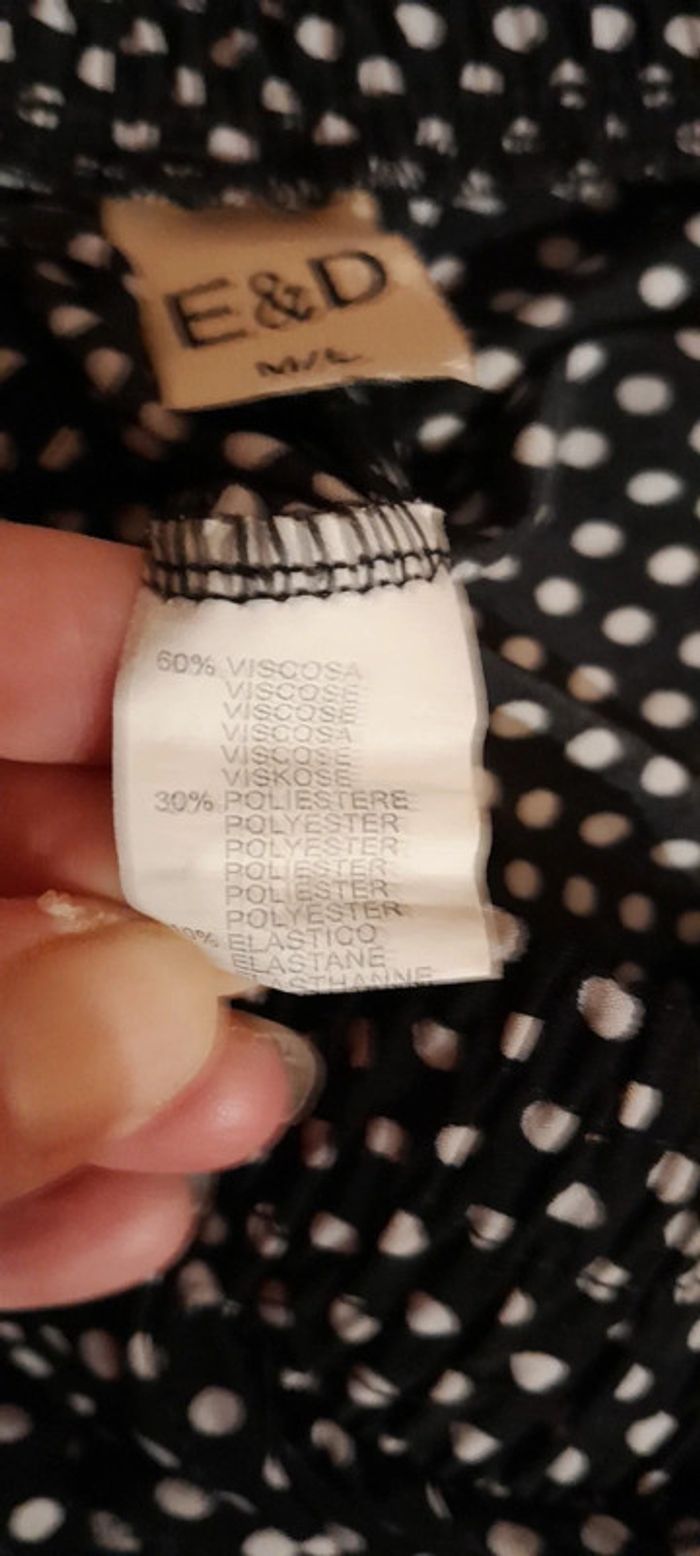 E&D
M/L
60% VISCOSA
VISCOSE
VISCOSE
VISCOSA
VISCOSE
VISKOSE
30% POLIESTERE
POLYESTER
POLYESTER
POLIESTER
POLIESTER
POLYESTER
ELASTICO
ELASTANE